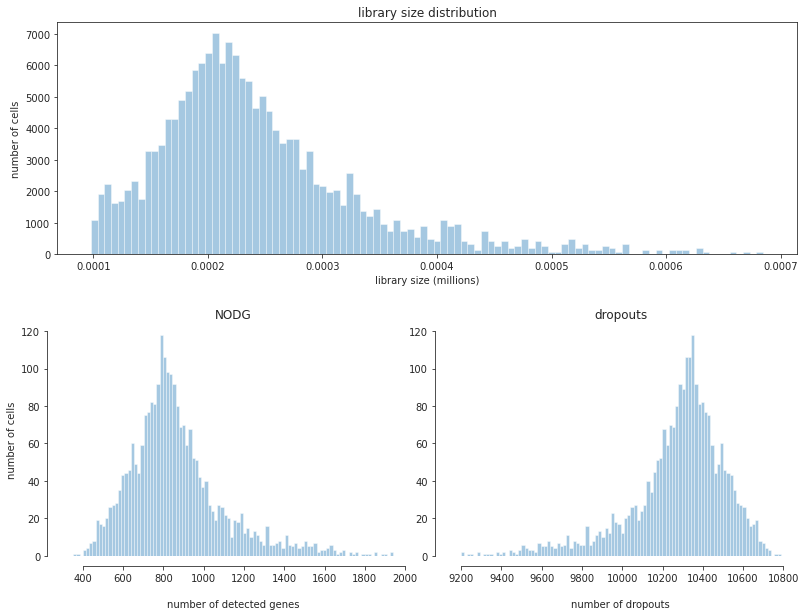 library size distribution
number of cells
7000
6000
5000
4000
3000
2000
1000
0
0.0001 0.0002 0.0003 0.0004 0.0005 0.0006 0.0007
library size (millions)
NODG
number of cells
120
100
80
60
40
20
0
400 600 800 1000 1200 1400 1600 1800 2000
number of detected genes
dropouts
120
100
80
60
40
20
0
9200 9400 9600 9800 10000 10200 10400 10600 10800
number of dropouts